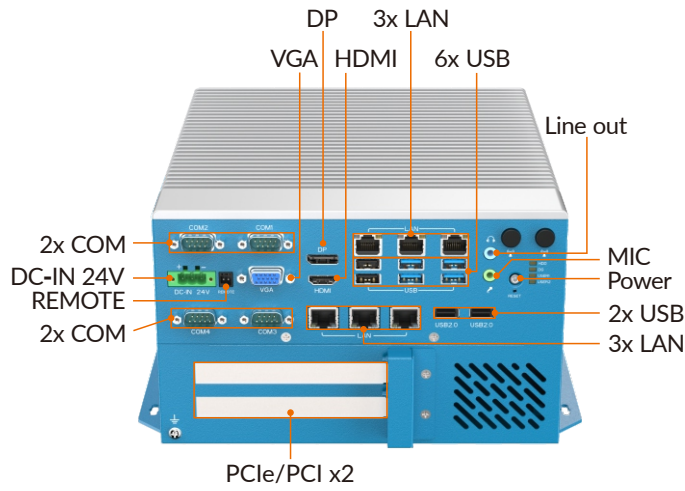 DP
3x LAN
VGA
HDMI
6x USB
Line out
2x COM
DC-IN 24V
REMOTE
2x COM
MIC
Power
2x USB
3x LAN
PCIe/PCI x2
COM2
COM1
LAN
DP
DC-IN 24V
REMOTE
VGA
HDMI
USB
RESET
COM4
COM3
LAN
USB2.0
USB2.0